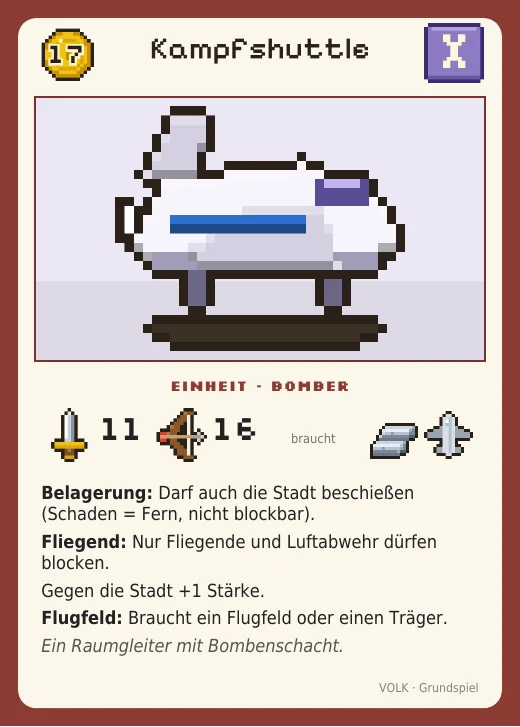 17
Kampfshuttle
X
EINHEIT - BOMBER
11
16
braucht
Belagerung: Darf auch die Stadt beschießen
(Schaden = Fern, nicht blockbar).
Fliegend: Nur Fliegende und Luftabwehr dürfen
blocken.
Gegen die Stadt +1 Stärke.
Flugfeld: Braucht ein Flugfeld oder einen Träger.
Ein Raumgleiter mit Bombenschacht.
VOLK · Grundspiel